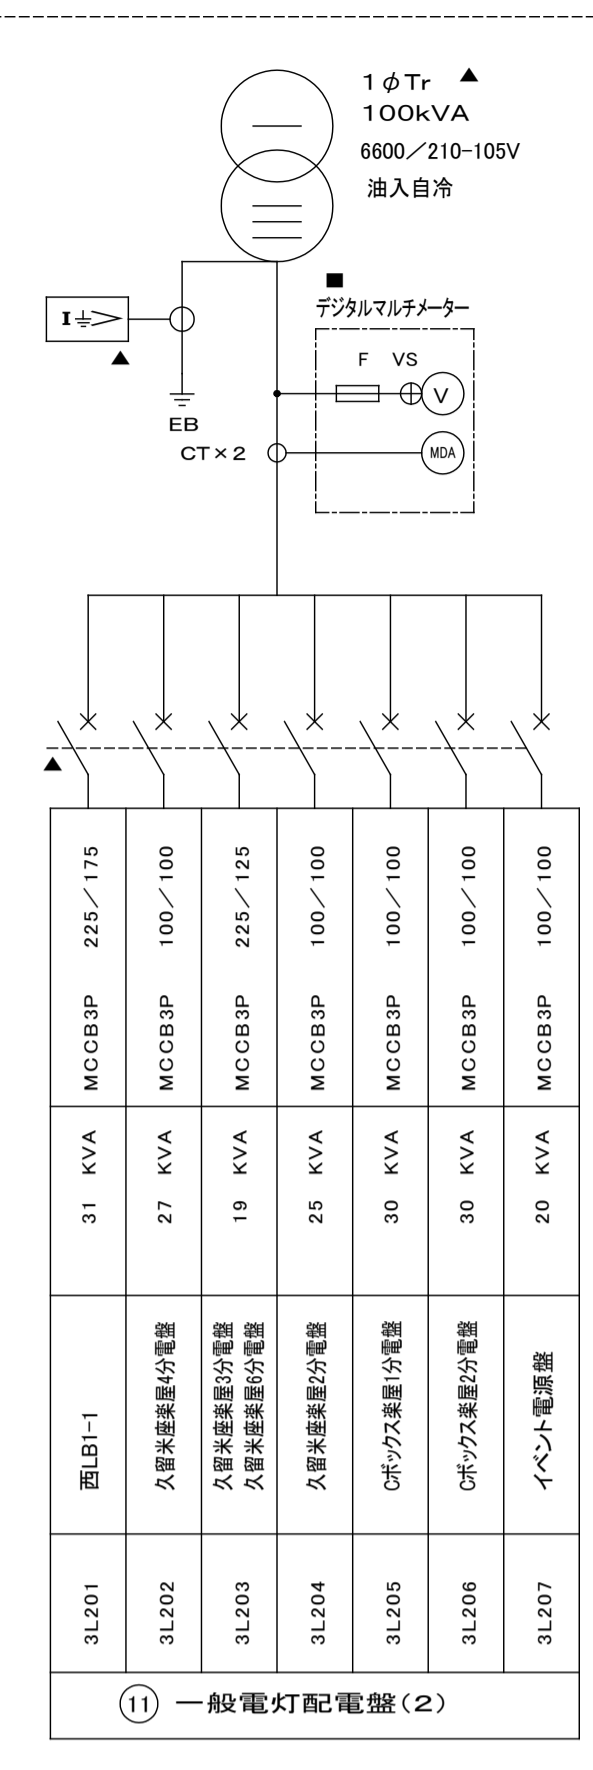 1φTr ▲
100kVA
6600/210-105V
油入自冷
■
デジタルマルチメーター
I
▲
F VS
V
EB
CT×2
MDA
▲
225/175
100/100
225/125
100/100
100/100
100/100
100/100
MCCB3P
MCCB3P
MCCB3P
MCCB3P
MCCB3P
MCCB3P
MCCB3P
31 KVA
27 KVA
19 KVA
25 KVA
30 KVA
30 KVA
20 KVA
西LB1-1
久留米座楽屋4分電盤
久留米座楽屋3分電盤
久留米座楽屋6分電盤
久留米座楽屋2分電盤
Cボックス楽屋1分電盤
Cボックス楽屋2分電盤
イベント電源盤
3L201
3L202
3L203
3L204
3L205
3L206
3L207
11 一般電灯配電盤(2)